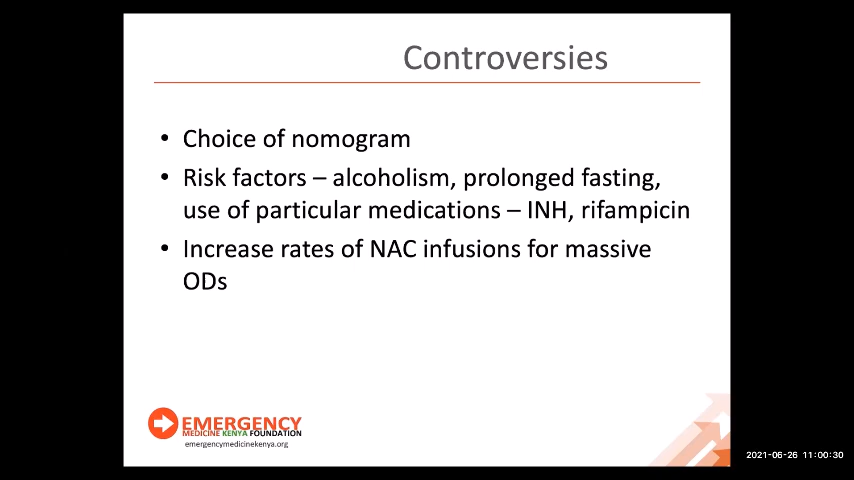 Controversies
• Choice of nomogram
• Risk factors – alcoholism, prolonged fasting,
use of particular medications – INH, rifampicin
• Increase rates of NAC infusions for massive
ODs
EMERGENCY
MEDICINE KENYA FOUNDATION
emergencymedicinekenya.org
2021-06-26 11:00:30